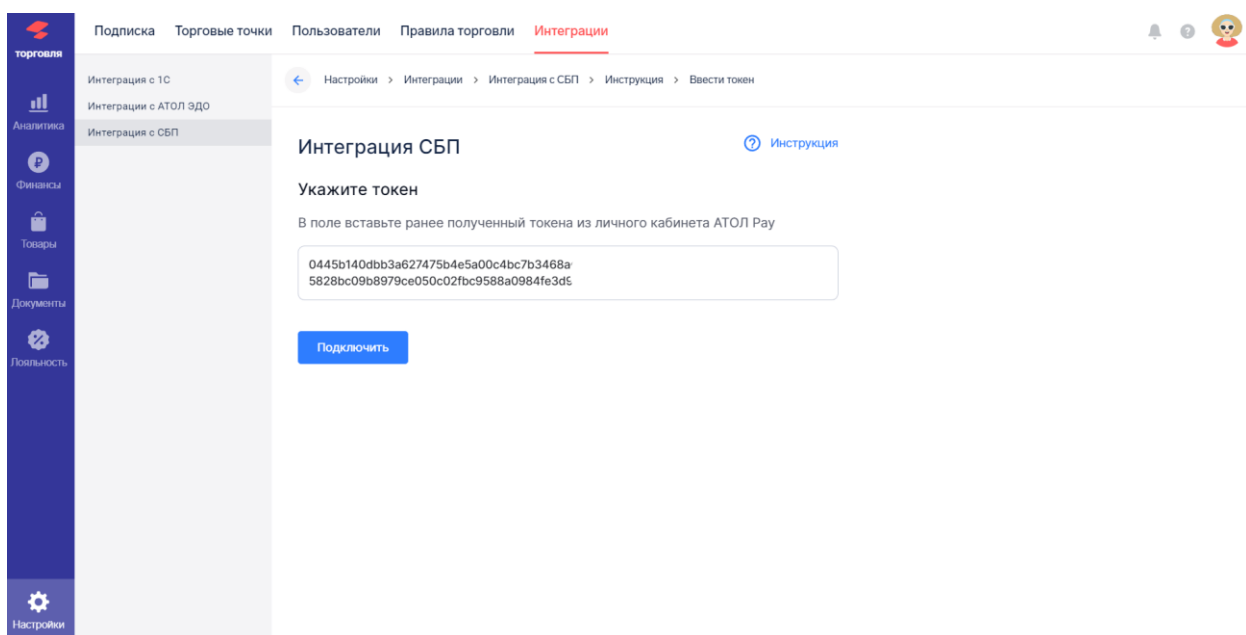 торговля
Подписка Торговые точки Пользователи Правила торговли Интеграции
Аналитика
Финансы
Товары
Документы
Лояльность
Настройки
Интеграция с 1С
Интеграции с АТОЛ ЭДО
Интеграция с СБП
Настройки > Интеграции > Интеграция с СБП > Инструкция > Ввести токен
Интеграция СБП
Инструкция
Укажите токен
В поле вставьте ранее полученный токена из личного кабинета АТОЛ Pay
0445b140dbb3a627475b4e5a00c4bc7b3468a
5828bc09b8979ce050c02fbc9588a0984fe3d9
Подключить